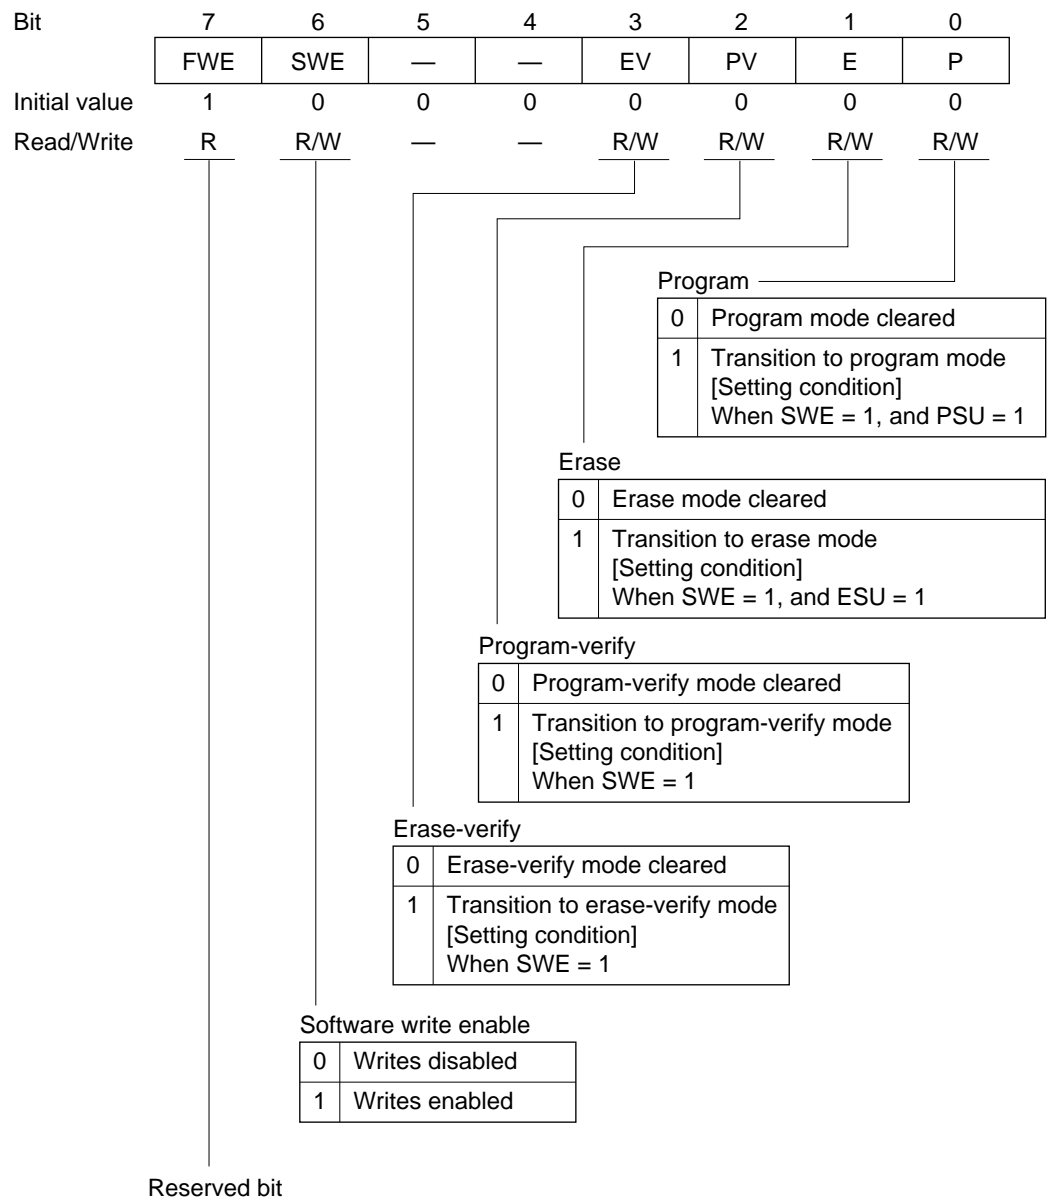 Bit 7 6 5 4 3 2 1 0
FWE SWE — — EV PV E P
Initial value 1 0 0 0 0 0 0 0
Read/Write R R/W — — R/W R/W R/W R/W
Program
0 Program mode cleared
1 Transition to program mode
[Setting condition]
When SWE = 1, and PSU = 1
Erase
0 Erase mode cleared
1 Transition to erase mode
[Setting condition]
When SWE = 1, and ESU = 1
Program-verify
0 Program-verify mode cleared
1 Transition to program-verify mode
[Setting condition]
When SWE = 1
Erase-verify
0 Erase-verify mode cleared
1 Transition to erase-verify mode
[Setting condition]
When SWE = 1
Software write enable
0 Writes disabled
1 Writes enabled
Reserved bit